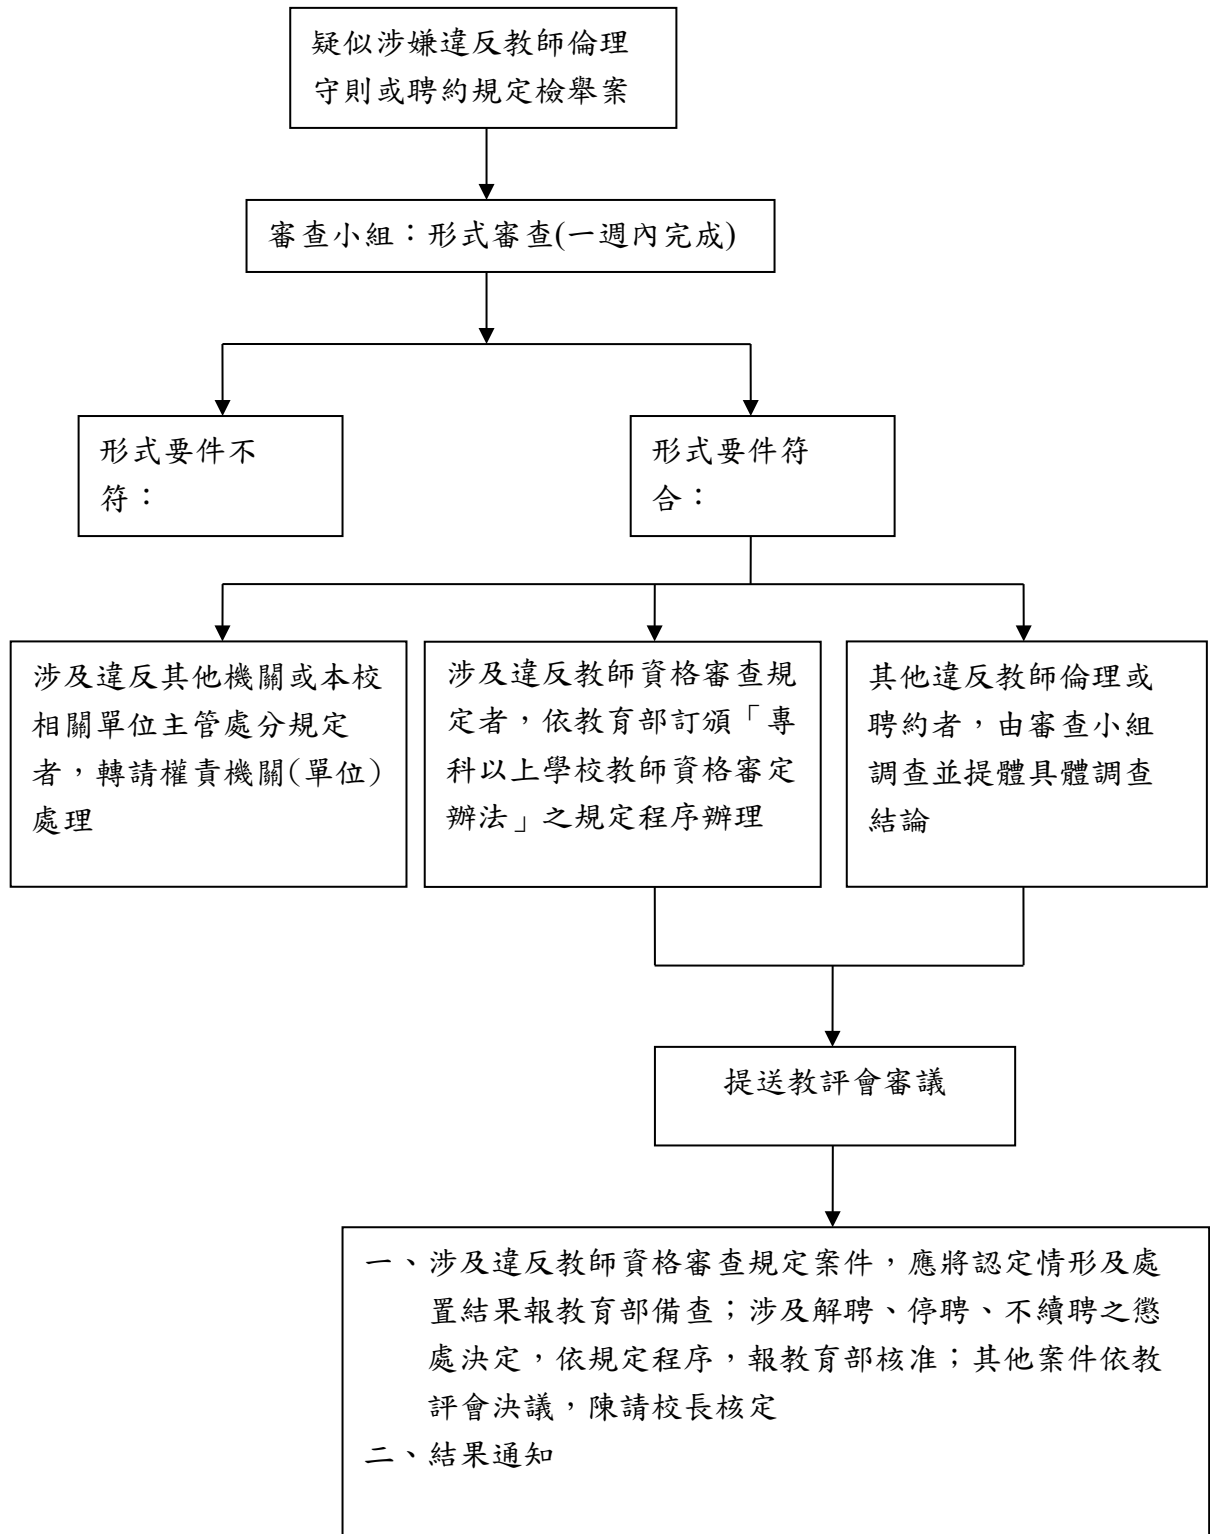 疑似涉嫌違反教師倫理
守則或聘約規定檢舉案
審查小組：形式審查(一週內完成)
形式要件不
符：
形式要件符
合：
涉及違反其他機關或本校
相關單位主管處分規定
者，轉請權責機關(單位)
處理
涉及違反教師資格審查規
定者，依教育部訂頒「專
科以上學校教師資格審定
辦法」之規定程序辦理
其他違反教師倫理或
聘約者，由審查小組
調查並提體具體調查
結論
提送教評會審議
一、涉及違反教師資格審查規定案件，應將認定情形及處
置結果報教育部備查；涉及解聘、停聘、不續聘之懲
處決定，依規定程序，報教育部核准；其他案件依教
評會決議，陳請校長核定
二、結果通知